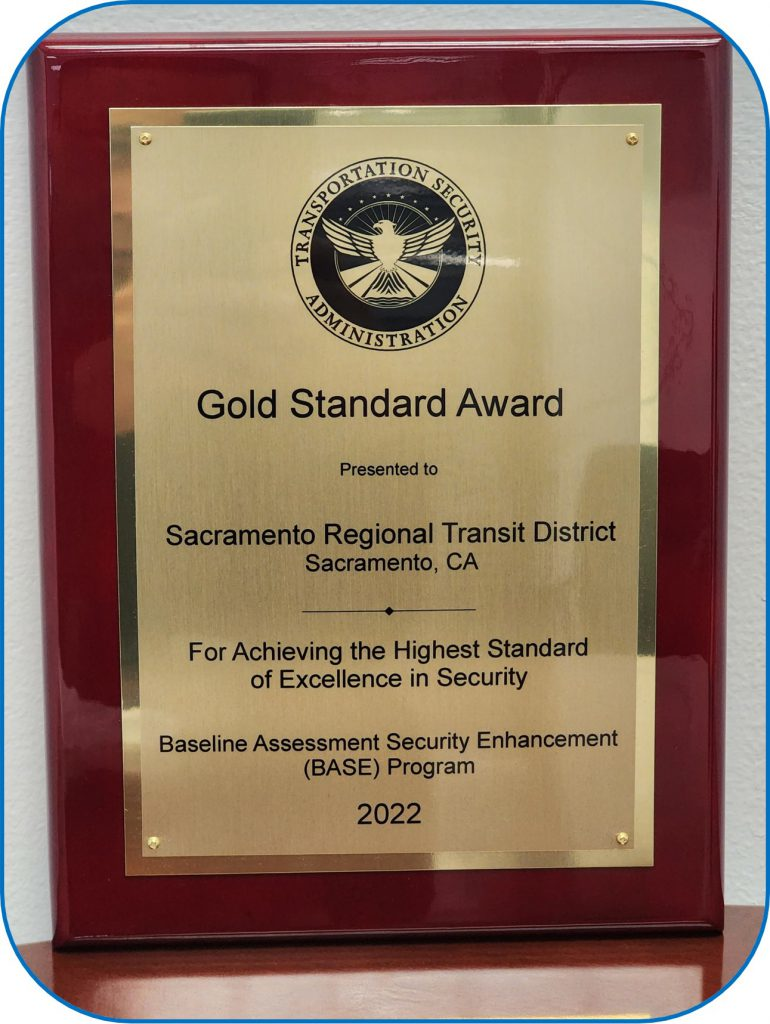 TRANSPORTATION SECURITY
ADMINISTRATION
Gold Standard Award
Presented to
Sacramento Regional Transit District
Sacramento, CA
For Achieving the Highest Standard
of Excellence in Security
Baseline Assessment Security Enhancement
(BASE) Program
2022